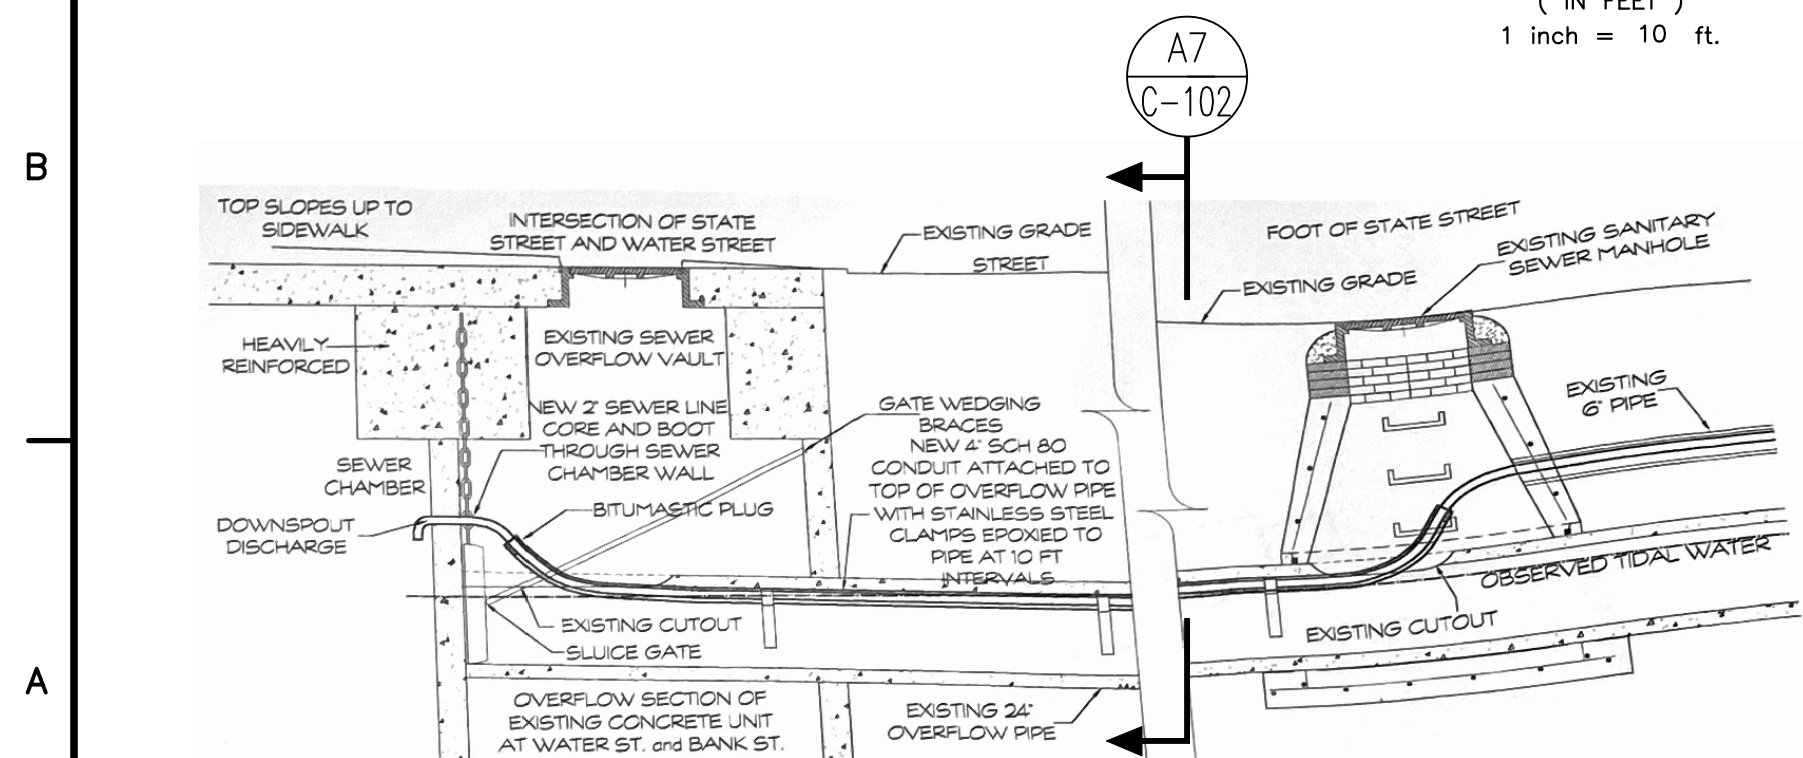 ( IN FEET )
1 inch = 10 ft.
A7
C-102
B
A
TOP SLOPES UP TO
SIDEWALK
INTERSECTION OF STATE
STREET AND WATER STREET
EXISTING GRADE
STREET
FOOT OF STATE STREET
EXISTING SANITARY
SEWER MANHOLE
EXISTING GRADE
HEAVILY
REINFORCED
EXISTING SEWER
OVERFLOW VAULT
NEW 2" SEWER LINE
CORE AND BOOT
THROUGH SEWER
CHAMBER WALL
GATE WEDGING
BRACES
NEW 4" SCH 80
CONDUIT ATTACHED TO
TOP OF OVERFLOW PIPE
WITH STAINLESS STEEL
CLAMPS EPOXIED TO
PIPE AT 10 FT
INTERVALS
EXISTING
6" PIPE
SEWER
CHAMBER
DOWNSPOUT
DISCHARGE
BITUMASTIC PLUG
OBSERVED TIDAL WATER
EXISTING CUTOUT
SLUICE GATE
EXISTING CUTOUT
OVERFLOW SECTION OF
EXISTING CONCRETE UNIT
AT WATER ST. and BANK ST.
EXISTING 24"
OVERFLOW PIPE